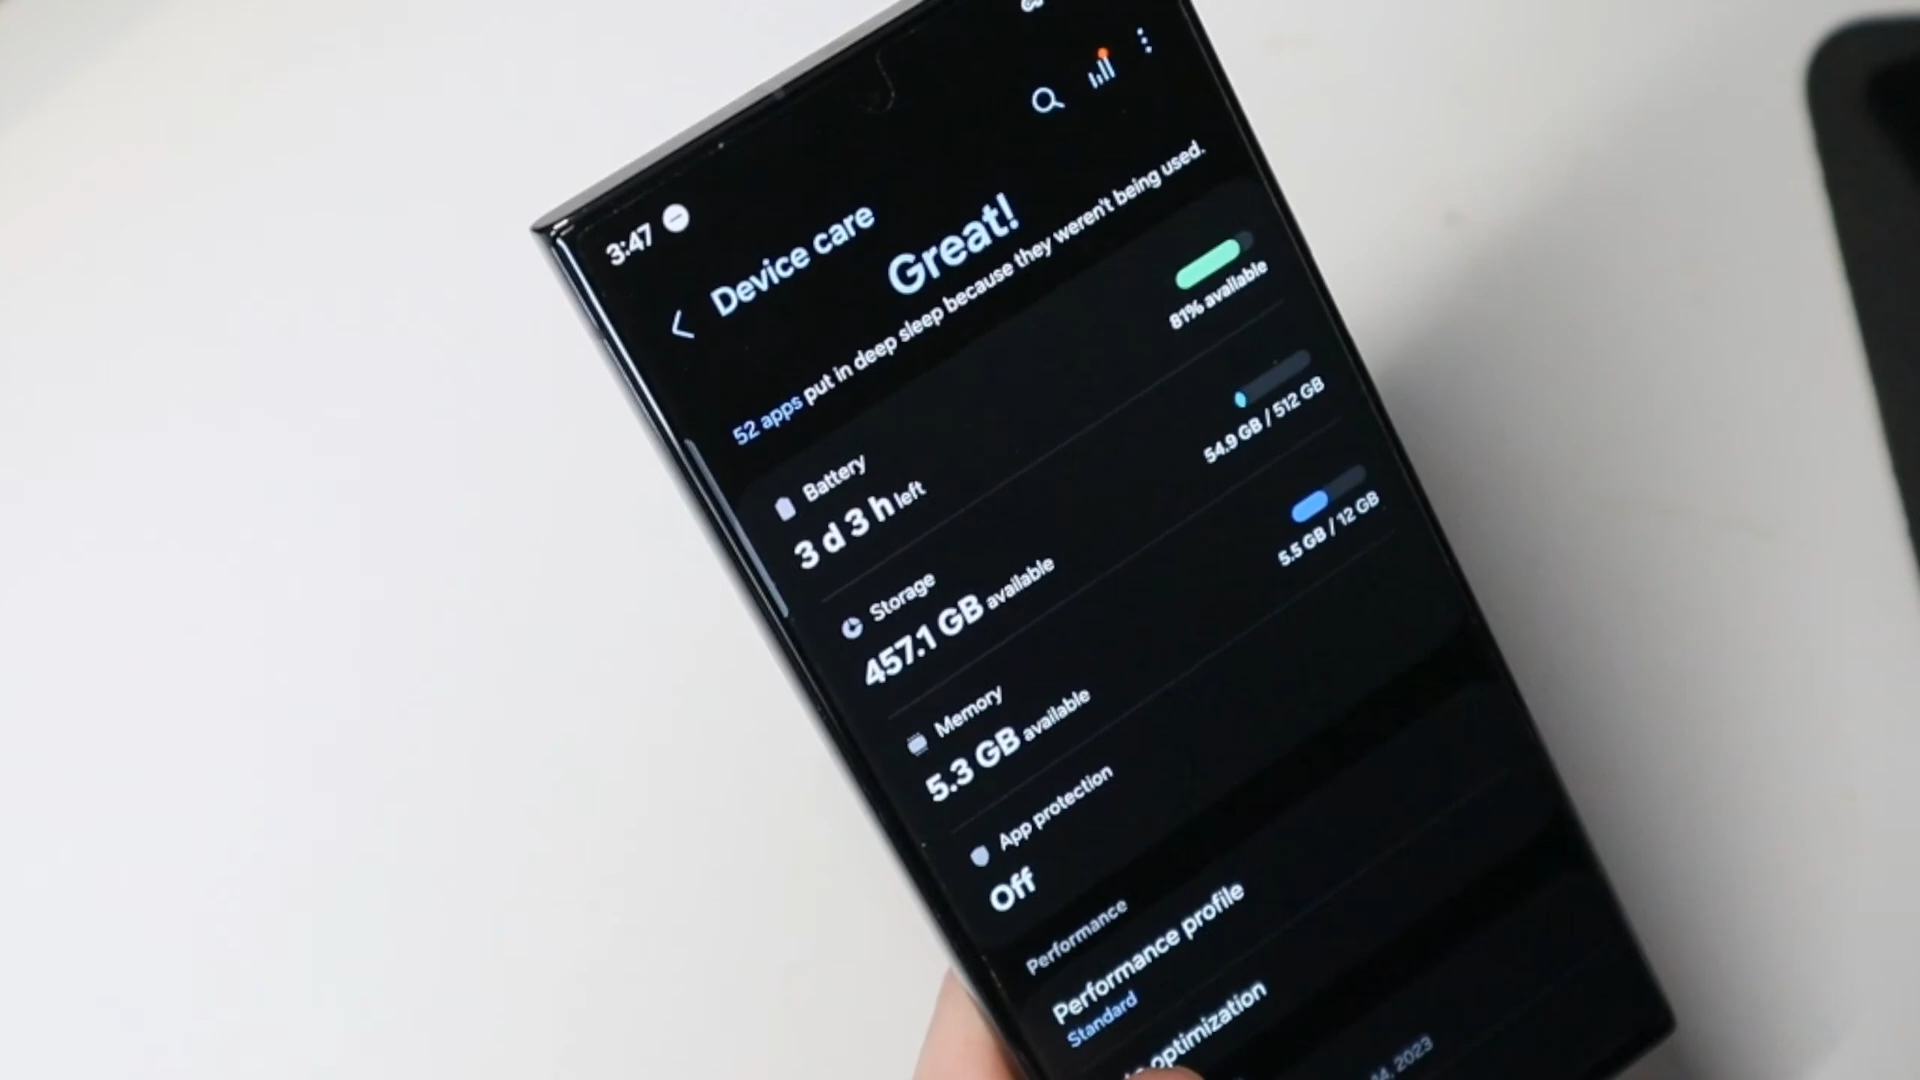 3:47
Device care
Great!
52 apps put in deep sleep because they weren't being used.
Battery
3 d 3 h left
81% available
Storage
457.1 GB available
54.9 GB / 512 GB
Memory
5.3 GB available
5.5 GB / 12 GB
App protection
Off
Performance
Performance profile
Standard
optimization
2023